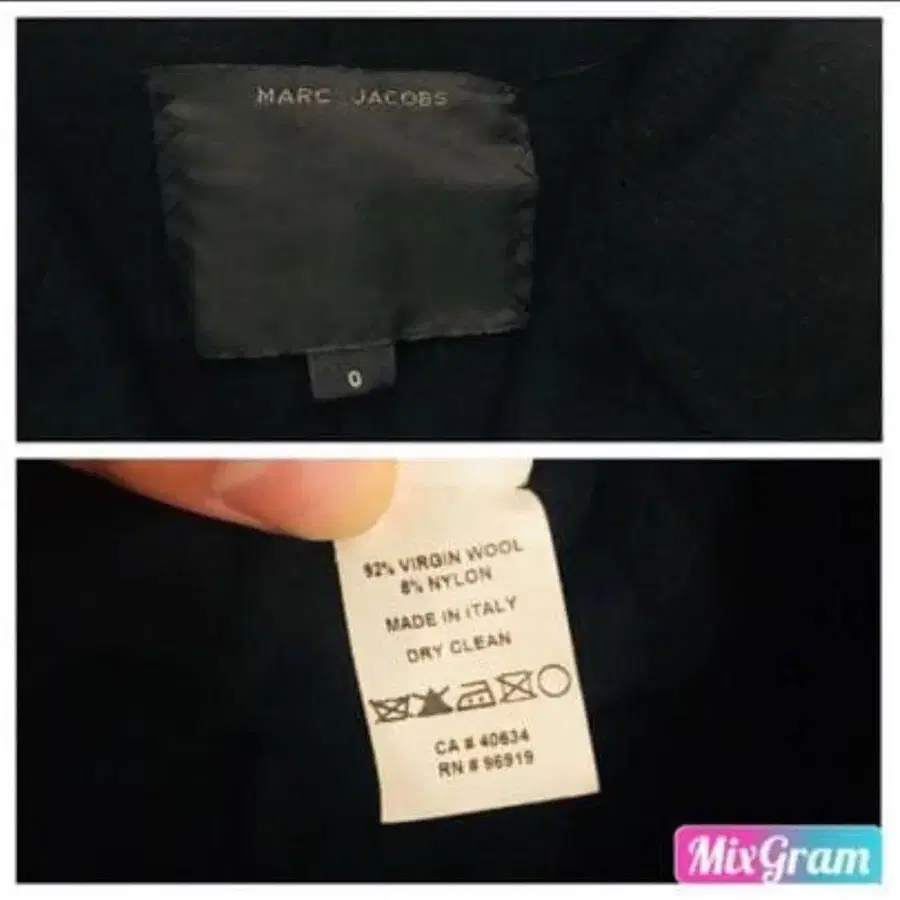 MARC JACOBS
0
92% VIRGIN WOOL
8% NYLON
MADE IN ITALY
DRY CLEAN
CA # 40634
RN # 96919
MixGram